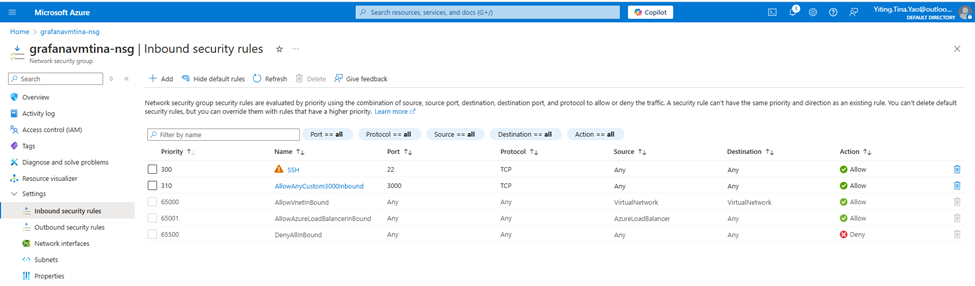 Microsoft Azure
Search resources, services, and docs (G+/)
Copilot
Yiting.Tina.Yao@outloo...
DEFAULT DIRECTORY
Home > grafanavmtina-nsg >
grafanavmtina-nsg | Inbound security rules
Network security group
Search
Add
Hide default rules
Refresh
Delete
Give feedback
Overview
Activity log
Access control (IAM)
Tags
Diagnose and solve problems
Resource visualizer
Settings
Inbound security rules
Outbound security rules
Network interfaces
Subnets
Properties
Network security group security rules are evaluated by priority using the combination of source, source port, destination, destination port, and protocol to allow or deny the traffic. A security rule can't have the same priority and direction as an existing rule. You can't delete default
security rules, but you can override them with rules that have a higher priority. Learn more
Filter by name
Port == all
Protocol == all
Source == all
Destination == all
Action == all
Priority Name Port Protocol Source Destination Action
300 SSH 22 TCP Any Any Allow
310 AllowAnyCustom3000Inbound 3000 TCP Any Any Allow
65000 AllowVnetInBound Any Any VirtualNetwork VirtualNetwork Allow
65001 AllowAzureLoadBalancerInBound Any Any AzureLoadBalancer Any Allow
65500 DenyAllInBound Any Any Any Any Deny